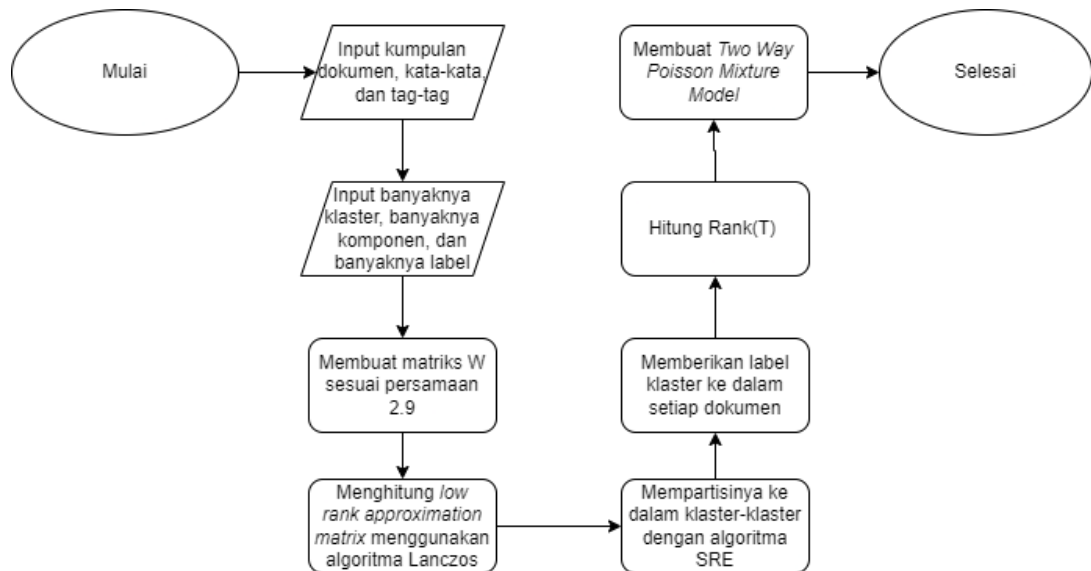 Mulai
Input kumpulan
dokumen, kata-kata,
dan tag-tag
Input banyaknya
klaster, banyaknya
komponen, dan
banyaknya label
Membuat matriks W
sesuai persamaan
2.9
Menghitung low
rank approximation
matrix menggunakan
algoritma Lanczos
Mempartisinya ke
dalam klaster-klaster
dengan algoritma
SRE
Memberikan label
klaster ke dalam
setiap dokumen
Hitung Rank(T)
Membuat Two Way
Poisson Mixture
Model
Selesai